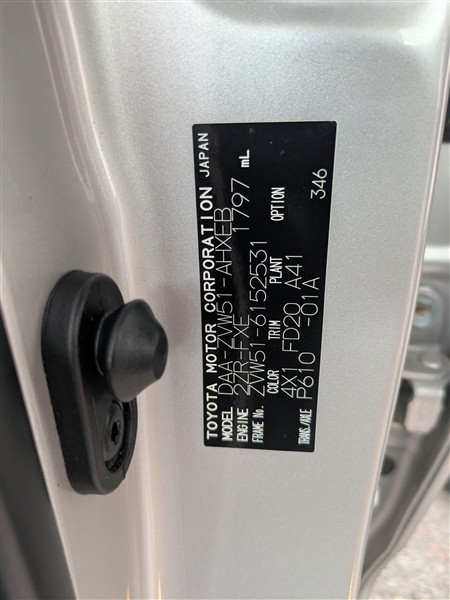 TOYOTA MOTOR CORPORATION JAPAN
MODEL DAA-ZVW51-AHXEB
ENGINE 2ZR-FXE 1797 mL
FRAME No. ZVW51-6152531
COLOR TRIM PLANT OPTION
4X1 FD20 A41 346
TRANS./AXLE P610 -01A